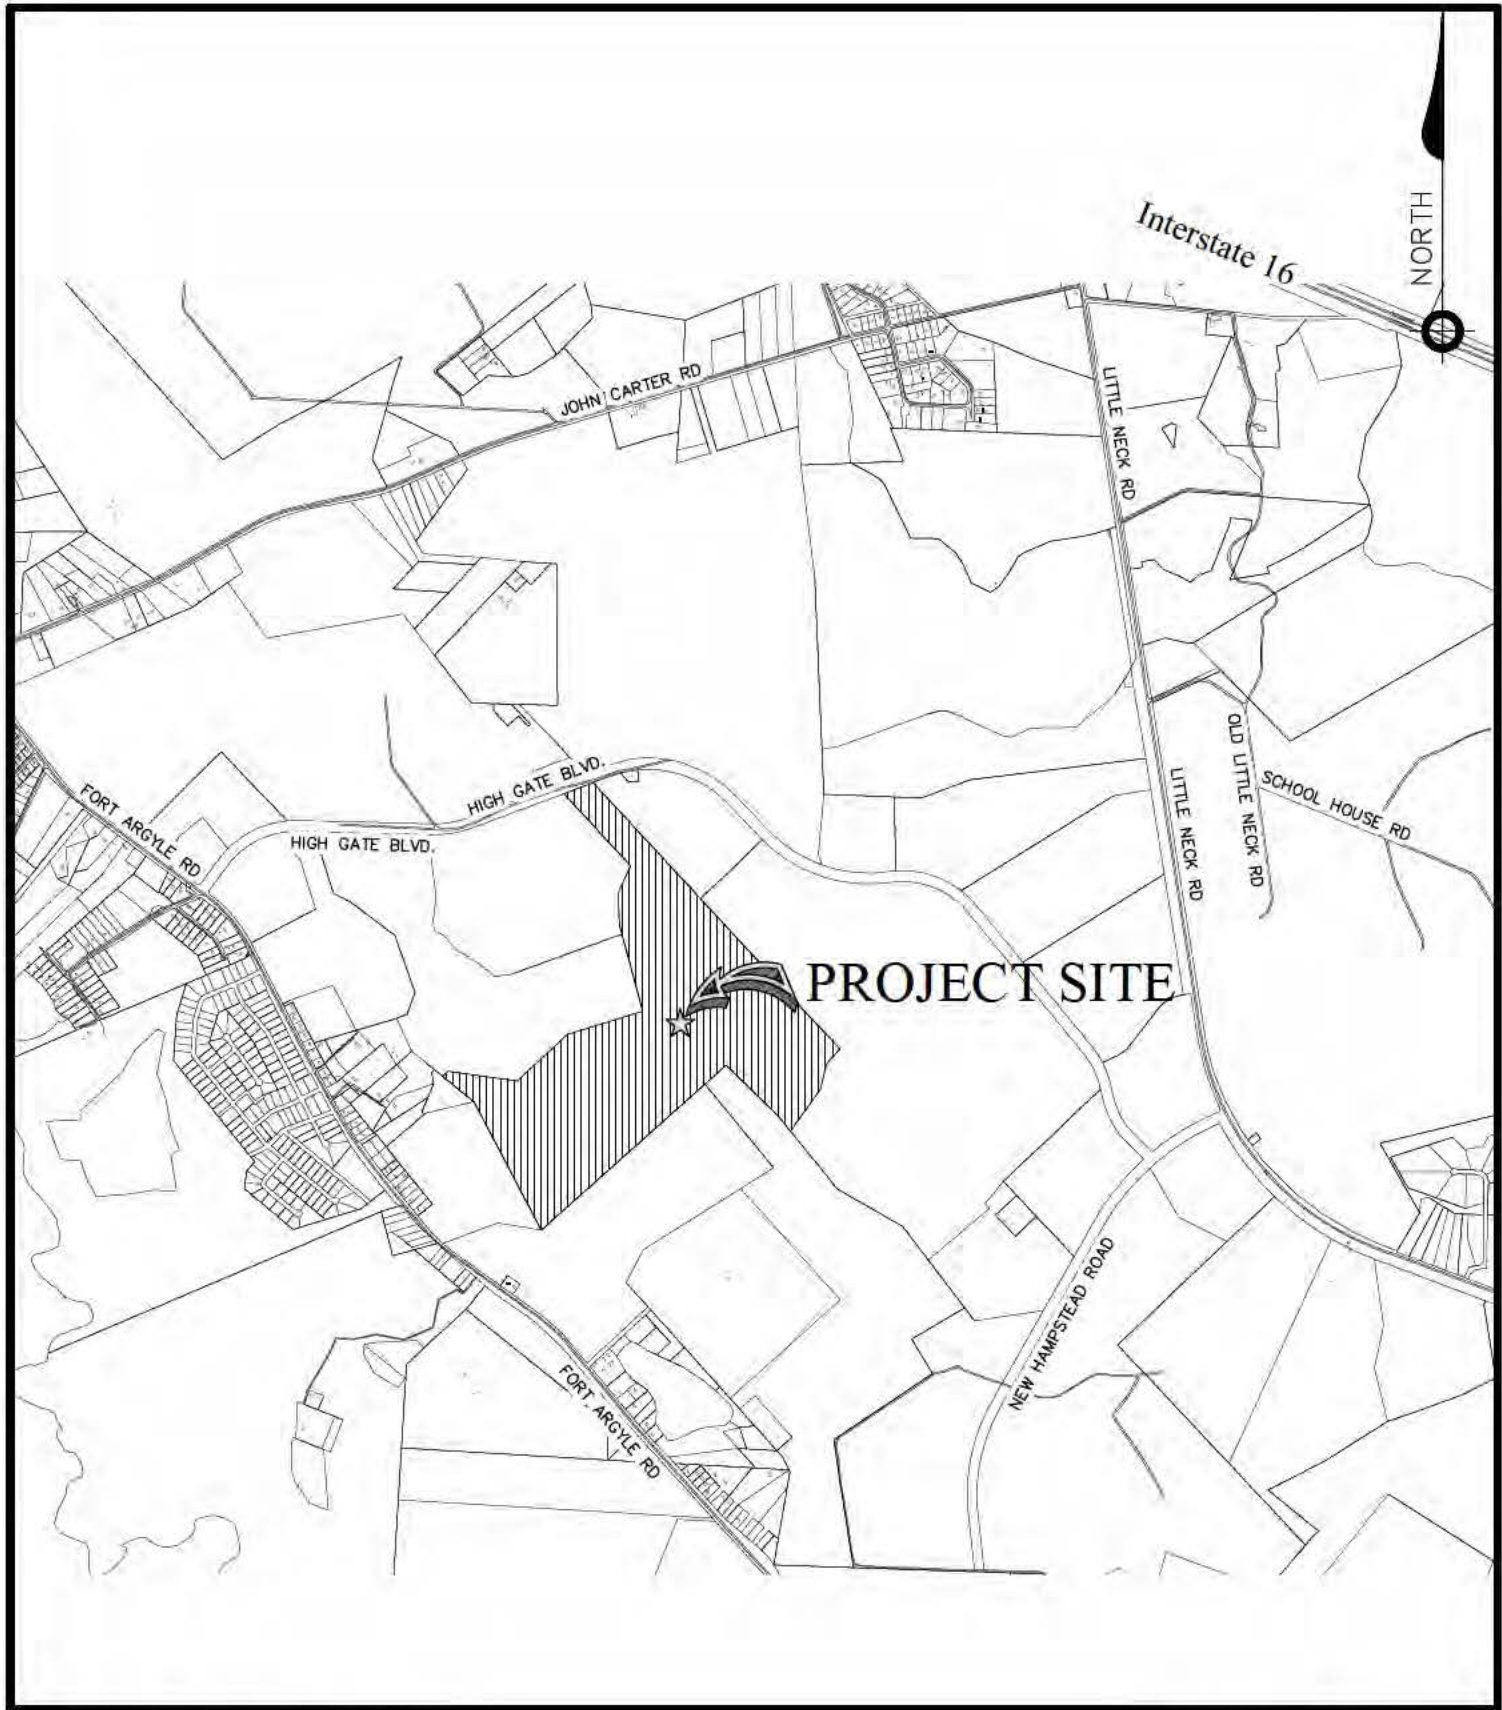 NORTH
Interstate 16
JOHN CARTER RD
LITTLE NECK RD
OLD LITTLE NECK RD
SCHOOL HOUSE RD
LITTLE NECK RD
HIGH GATE BLVD.
HIGH GATE BLVD.
FORT ARGYLE RD
PROJECT SITE
NEW HAMPSTEAD ROAD
FORT ARGYLE RD